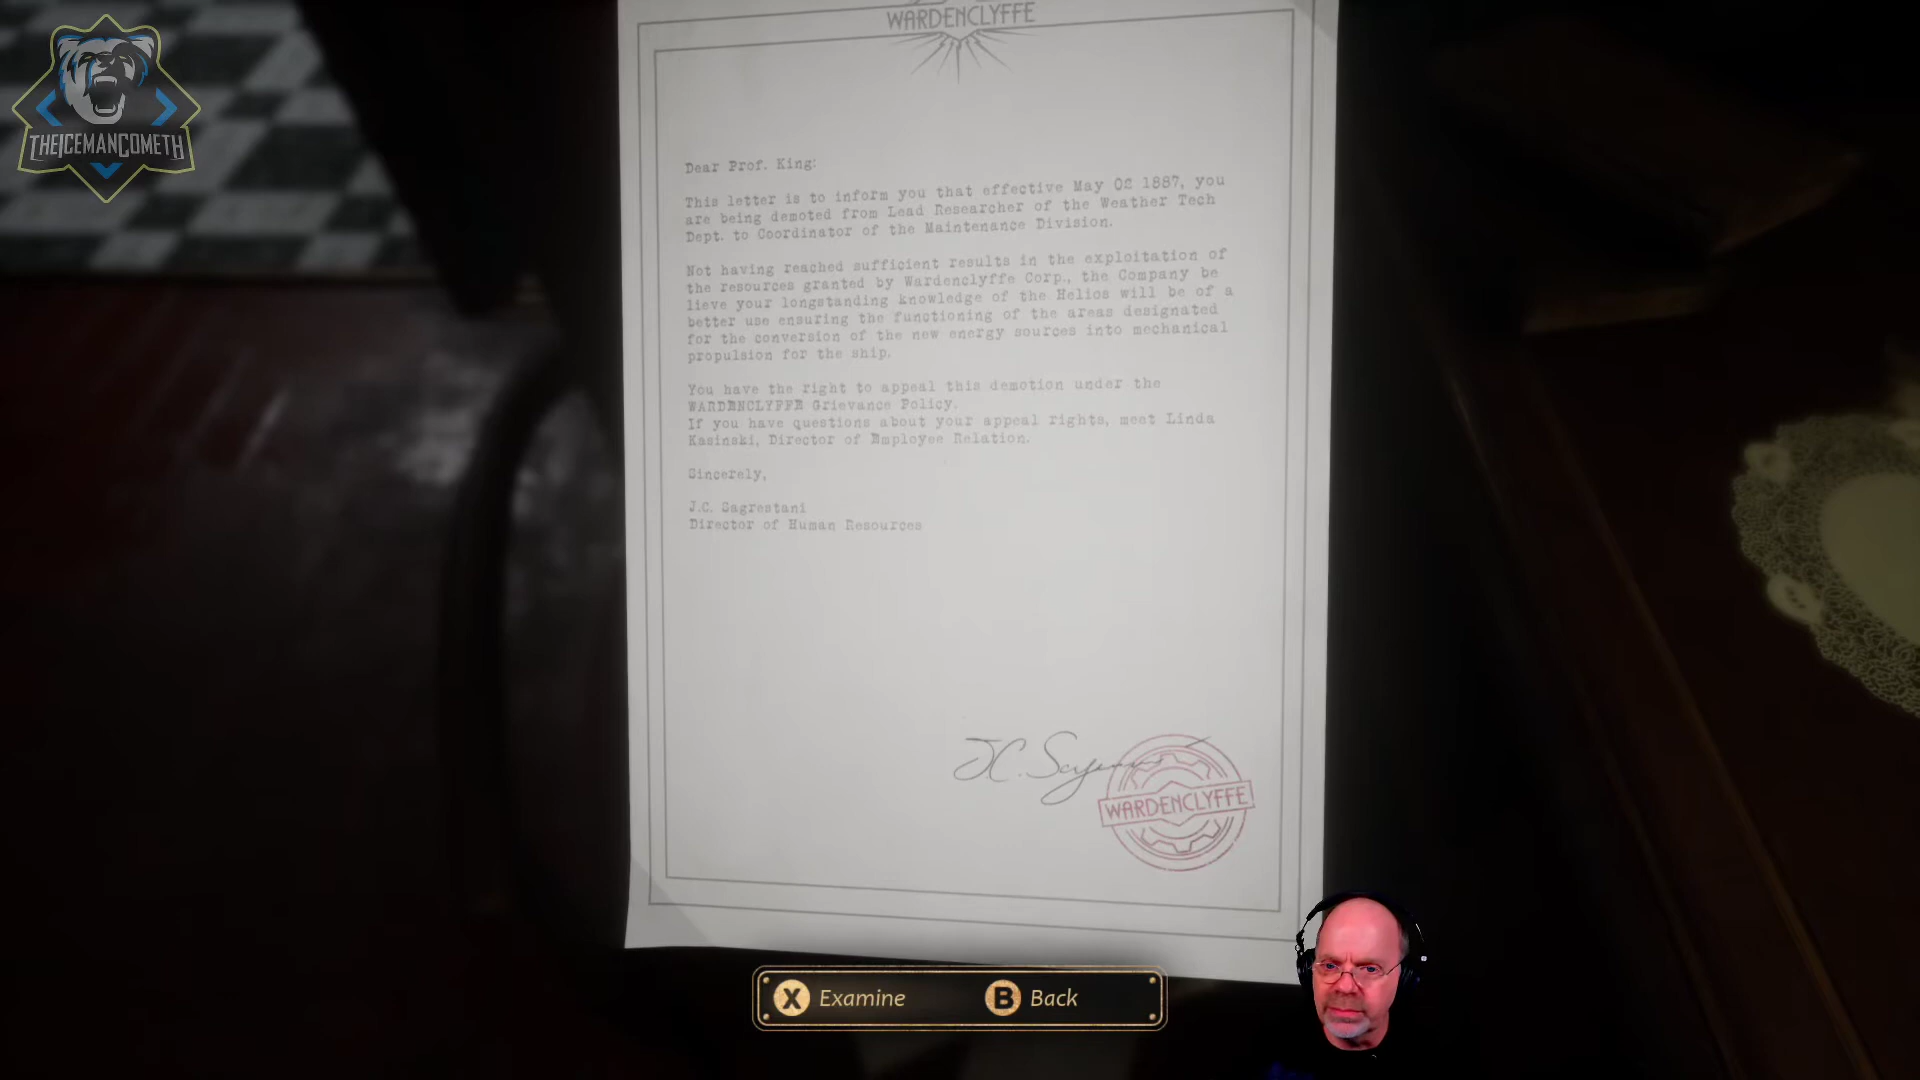 WARDENCLYFFE
THEICEMANCOMETH
Dear Prof. King:
This letter is to inform you that effective May 02 1887, you
are being demoted from Lead Researcher of the Weather Tech
Dept. to Coordinator of the Maintenance Division.
Not having reached sufficient results in the exploitation of
the resources granted by Wardenclyffe Corp., the Company be
lieve your longstanding knowledge of the Helios will be of a
better use ensuring the functioning of the areas designated
for the conversion of the new energy sources into mechanical
propulsion for the ship.
You have the right to appeal this demotion under the
WARDENCLYFFE Grievance Policy.
If you have questions about your appeal rights, meet Linda
Kasinski, Director of Employee Relation.
Sincerely,
J.C. Sagrestani
Director of Human Resources
J.C.
WARDENCLYFFE
X Examine B Back